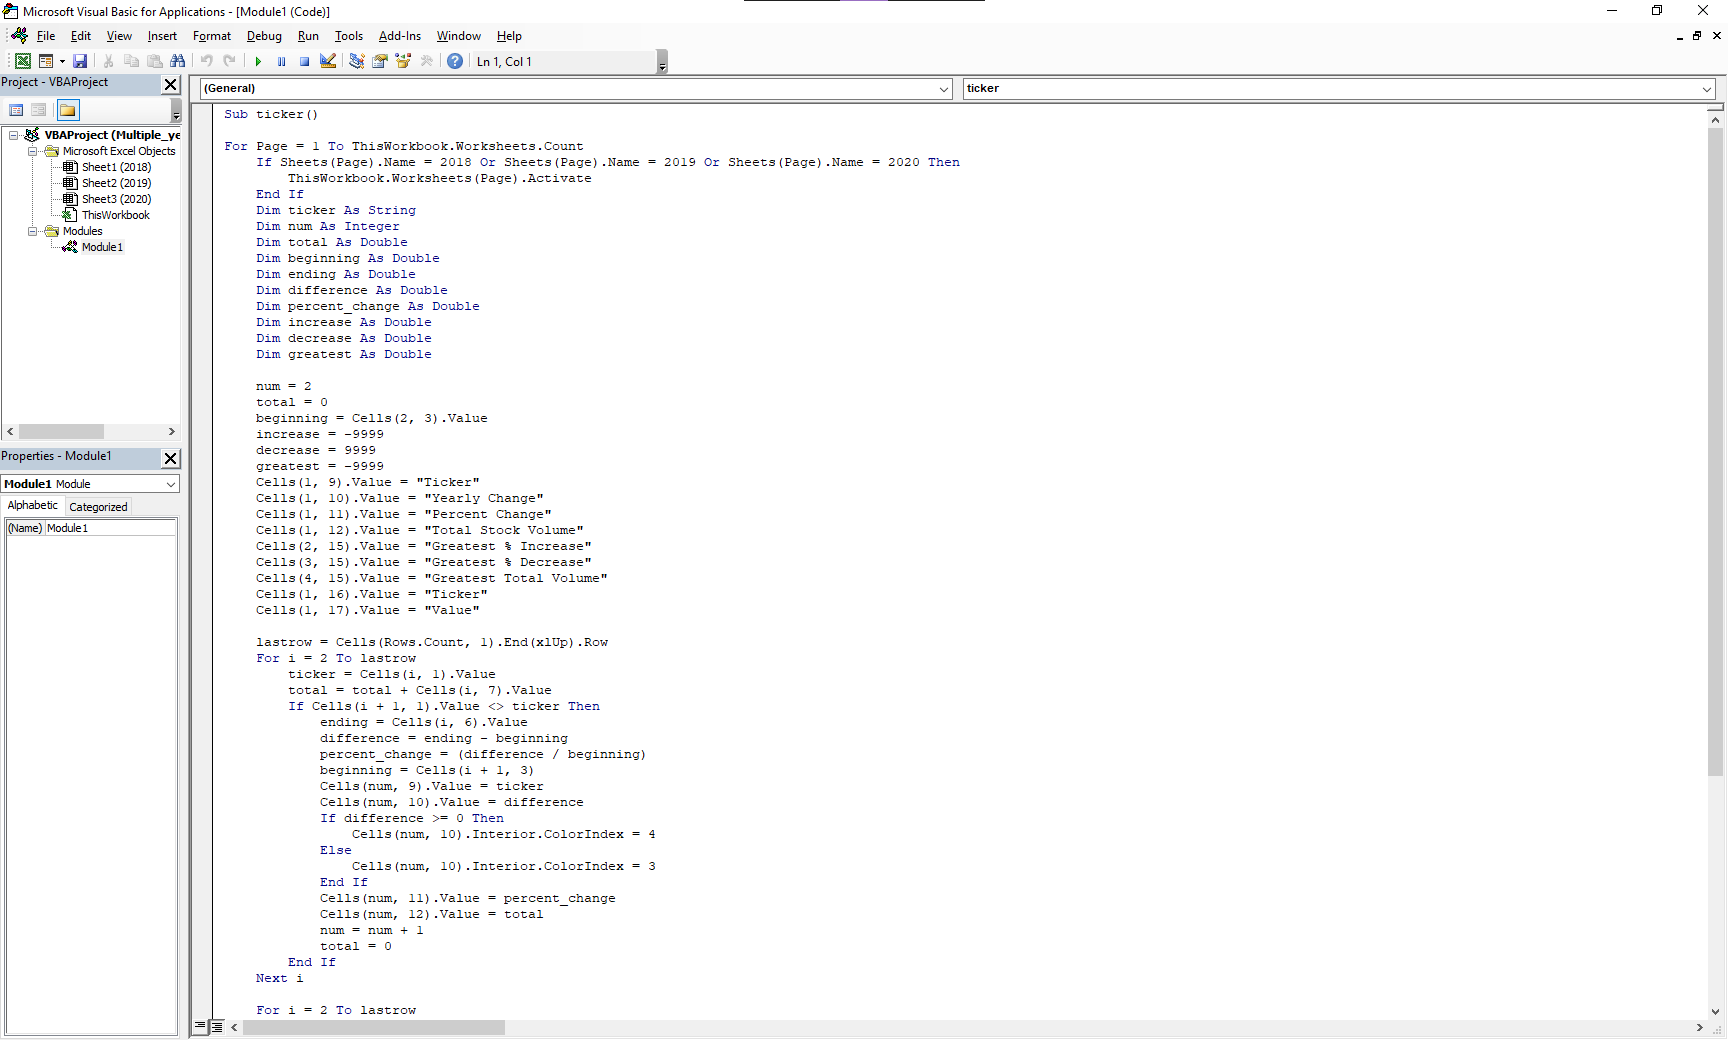 Microsoft Visual Basic for Applications - [Module1 (Code)]
File Edit View Insert Format Debug Run Tools Add-Ins Window Help
Ln 1, Col 1
Project - VBAProject
VBAProject (Multiple_ye
Microsoft Excel Objects
Sheet1 (2018)
Sheet2 (2019)
Sheet3 (2020)
ThisWorkbook
Modules
Module1
Properties - Module1
Module1 Module
Alphabetic Categorized
(Name) Module1
(General) ticker
Sub ticker()
For Page = 1 To ThisWorkbook.Worksheets.Count
    If Sheets(Page).Name = 2018 Or Sheets(Page).Name = 2019 Or Sheets(Page).Name = 2020 Then
        ThisWorkbook.Worksheets(Page).Activate
    End If
    Dim ticker As String
    Dim num As Integer
    Dim total As Double
    Dim beginning As Double
    Dim ending As Double
    Dim difference As Double
    Dim percent_change As Double
    Dim increase As Double
    Dim decrease As Double
    Dim greatest As Double
    num = 2
    total = 0
    beginning = Cells(2, 3).Value
    increase = -9999
    decrease = 9999
    greatest = -9999
    Cells(1, 9).Value = "Ticker"
    Cells(1, 10).Value = "Yearly Change"
    Cells(1, 11).Value = "Percent Change"
    Cells(1, 12).Value = "Total Stock Volume"
    Cells(2, 15).Value = "Greatest % Increase"
    Cells(3, 15).Value = "Greatest % Decrease"
    Cells(4, 15).Value = "Greatest Total Volume"
    Cells(1, 16).Value = "Ticker"
    Cells(1, 17).Value = "Value"
    lastrow = Cells(Rows.Count, 1).End(xlUp).Row
    For i = 2 To lastrow
        ticker = Cells(i, 1).Value
        total = total + Cells(i, 7).Value
        If Cells(i + 1, 1).Value <> ticker Then
            ending = Cells(i, 6).Value
            difference = ending - beginning
            percent_change = (difference / beginning)
            beginning = Cells(i + 1, 3)
            Cells(num, 9).Value = ticker
            Cells(num, 10).Value = difference
            If difference >= 0 Then
                Cells(num, 10).Interior.ColorIndex = 4
            Else
                Cells(num, 10).Interior.ColorIndex = 3
            End If
            Cells(num, 11).Value = percent_change
            Cells(num, 12).Value = total
            num = num + 1
            total = 0
        End If
    Next i
    For i = 2 To lastrow